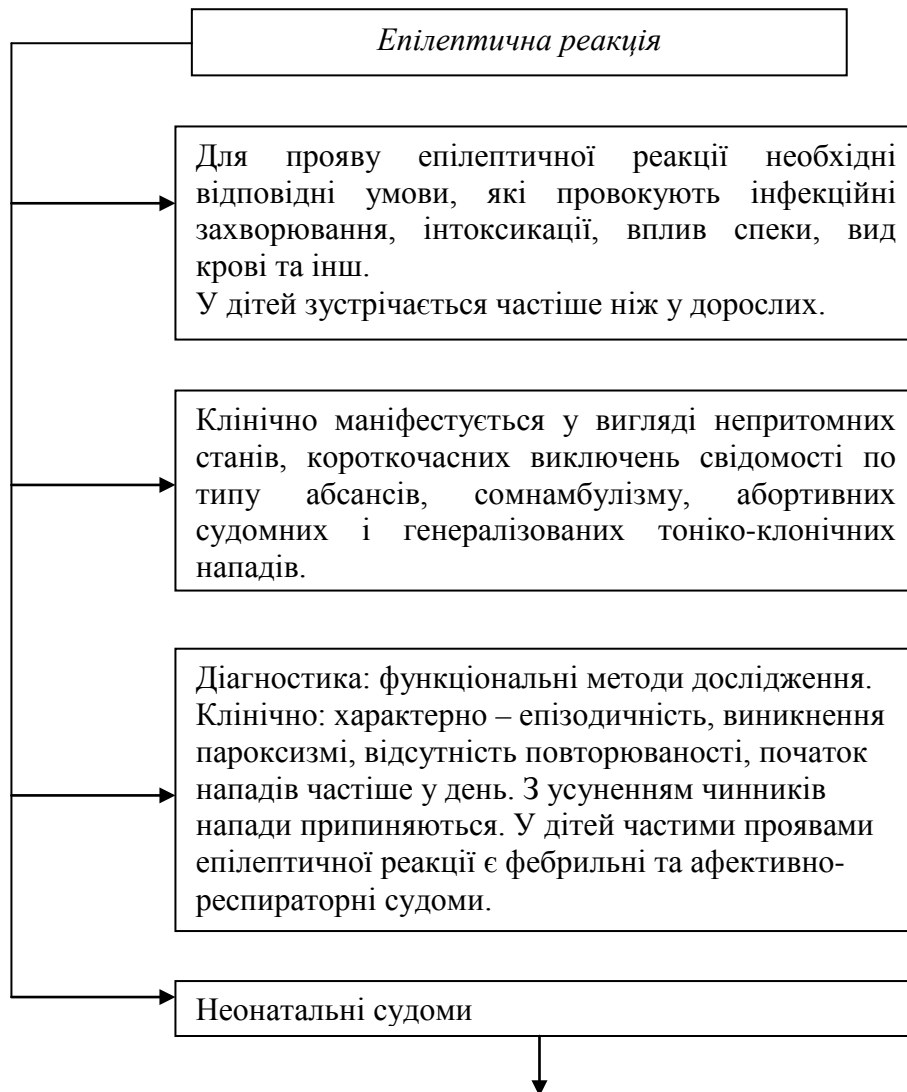 Епілептична реакція
Для прояву епілептичної реакції необхідні
відповідні умови, які провокують інфекційні
захворювання, інтоксикації, вплив спеки, вид
крові та інш.
У дітей зустрічається частіше ніж у дорослих.
Клінічно маніфестується у вигляді непритомних
станів, короткочасних виключень свідомості по
типу абсансів, сомнамбулізму, абортивних
судомних і генералізованих тоніко-клонічних
нападів.
Діагностика: функціональні методи дослідження.
Клінічно: характерно – епізодичність, виникнення
пароксизмі, відсутність повторюваності, початок
нападів частіше у день. З усуненням чинників
напади припиняються. У дітей частими проявами
епілептичної реакції є фебрильні та афективно-
респираторні судоми.
Неонатальні судоми